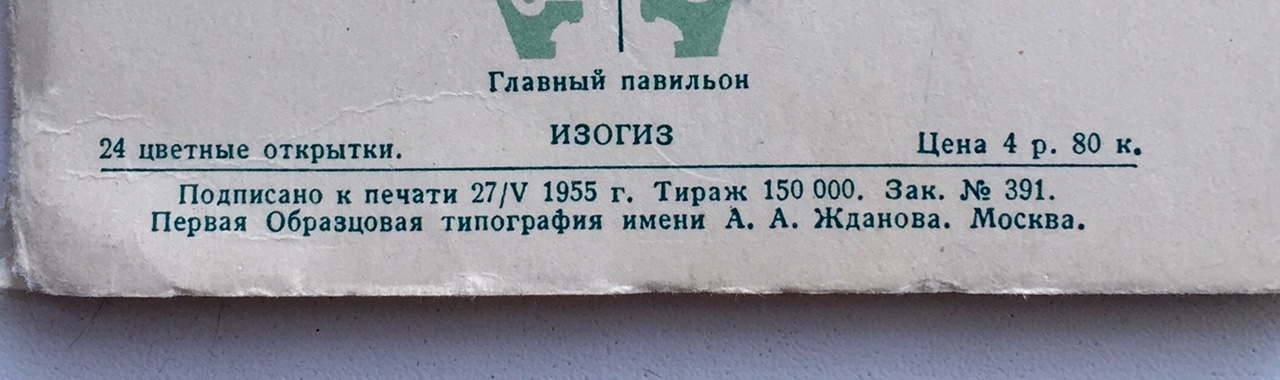 Главный павильон
ИЗОГИЗ
24 цветные открытки. Цена 4 р. 80 к.
Подписано к печати 27/V 1955 г. Тираж 150 000. Зак. № 391.
Первая Образцовая типография имени А. А. Жданова. Москва.